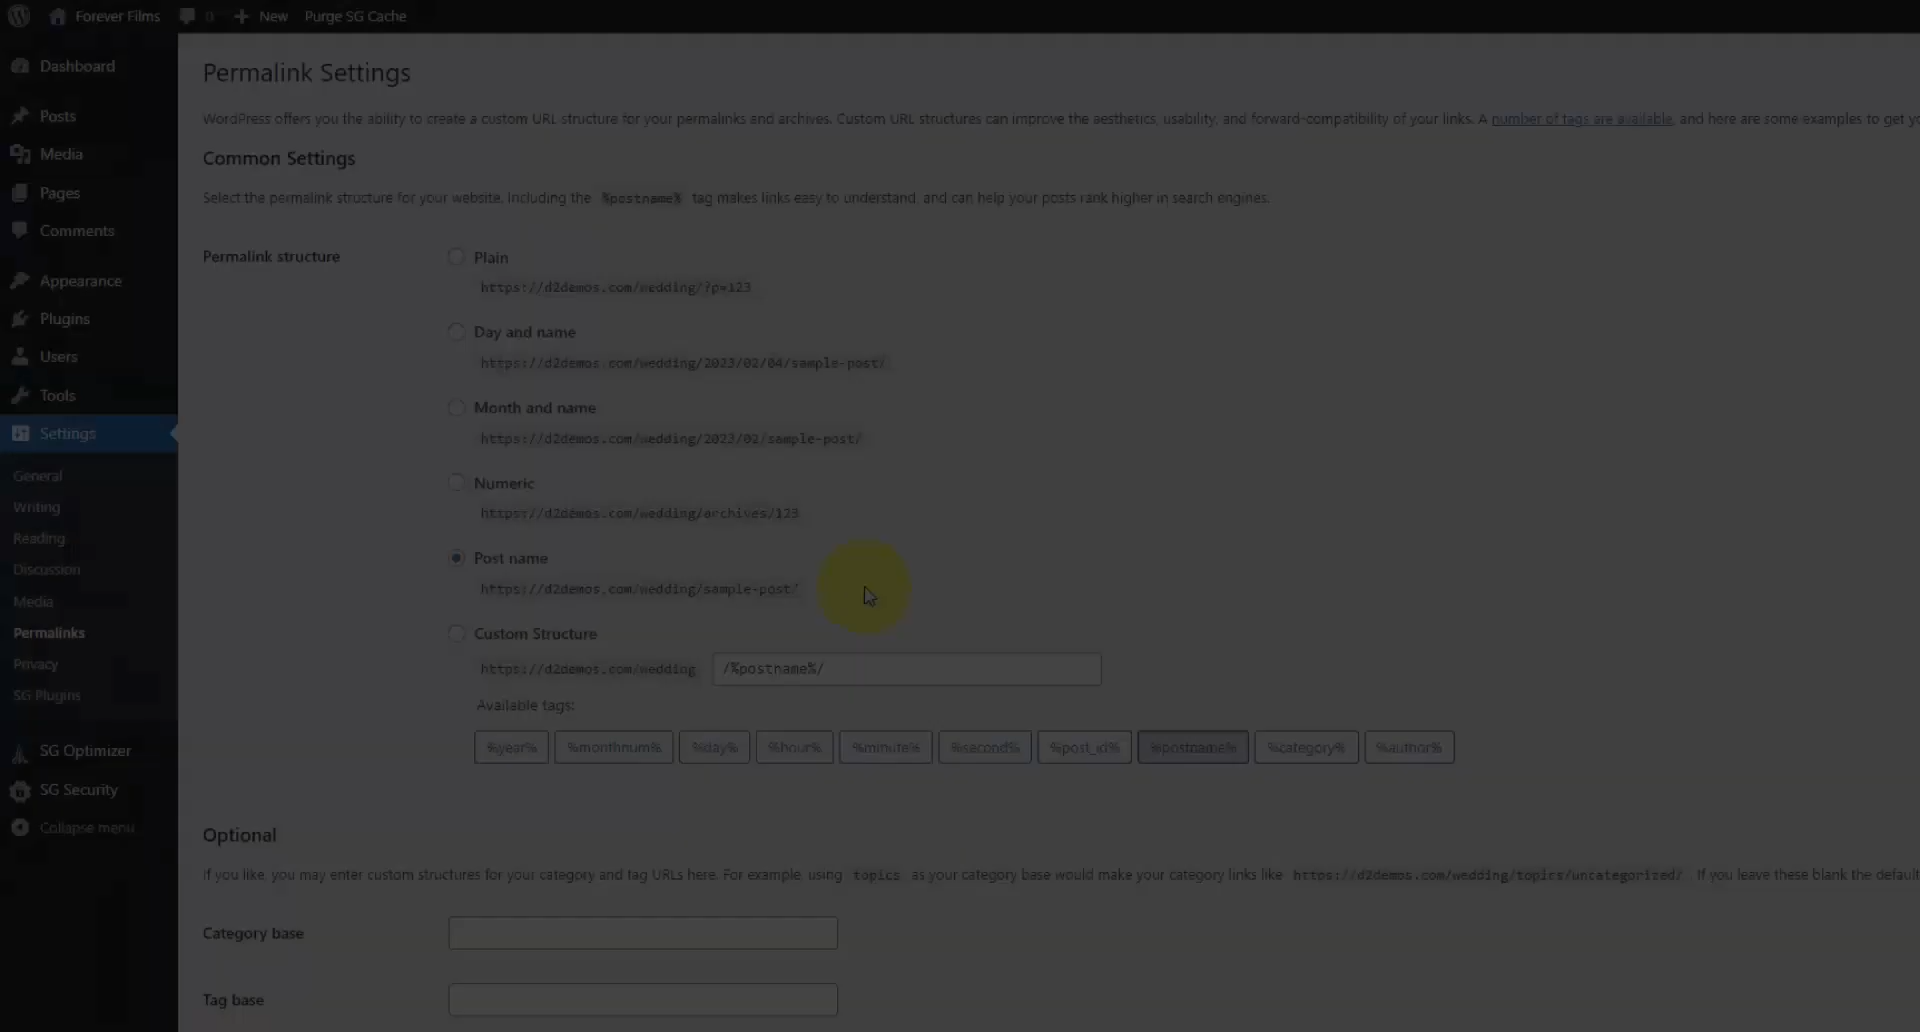 Forever Films 0 New Purge SG Cache
Dashboard
Posts
Media
Pages
Comments
Appearance
Plugins
Users
Tools
Settings
General
Writing
Reading
Discussion
Media
Permalinks
Privacy
SG Plugins
SG Optimizer
SG Security
Collapse menu
Permalink Settings
WordPress offers you the ability to create a custom URL structure for your permalinks and archives. Custom URL structures can improve the aesthetics, usability, and forward-compatibility of your links. A number of tags are available, and here are some examples to get
Common Settings
Select the permalink structure for your website. Including the %postname% tag makes links easy to understand, and can help your posts rank higher in search engines.
Permalink structure
Plain
https://d2demos.com/wedding/?p=123
Day and name
https://d2demos.com/wedding/2023/02/04/sample-post/
Month and name
https://d2demos.com/wedding/2023/02/sample-post/
Numeric
https://d2demos.com/wedding/archives/123
Post name
https://d2demos.com/wedding/sample-post/
Custom Structure
https://d2demos.com/wedding /%postname%/
Available tags:
%year% %monthnum% %day% %hour% %minute% %second% %post_id% %postname% %category% %author%
Optional
If you like, you may enter custom structures for your category and tag URLs here. For example, using topics as your category base would make your category links like https://d2demos.com/wedding/topics/uncategorized/ . If you leave these blank the default
Category base
Tag base